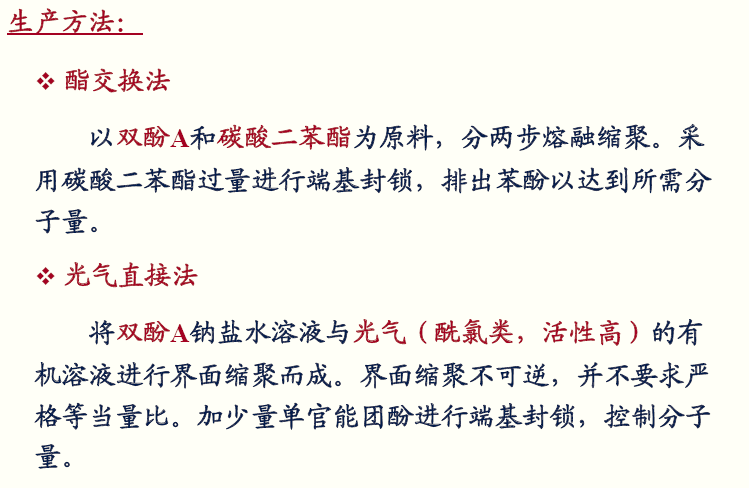 生产方法：
❖ 酯交换法
以双酚A和碳酸二苯酯为原料，分两步熔融缩聚。采
用碳酸二苯酯过量进行端基封锁，排出苯酚以达到所需分
子量。
❖ 光气直接法
将双酚A钠盐水溶液与光气（酰氯类，活性高）的有
机溶液进行界面缩聚而成。界面缩聚不可逆，并不要求严
格等当量比。加少量单官能团酚进行端基封锁，控制分子
量。